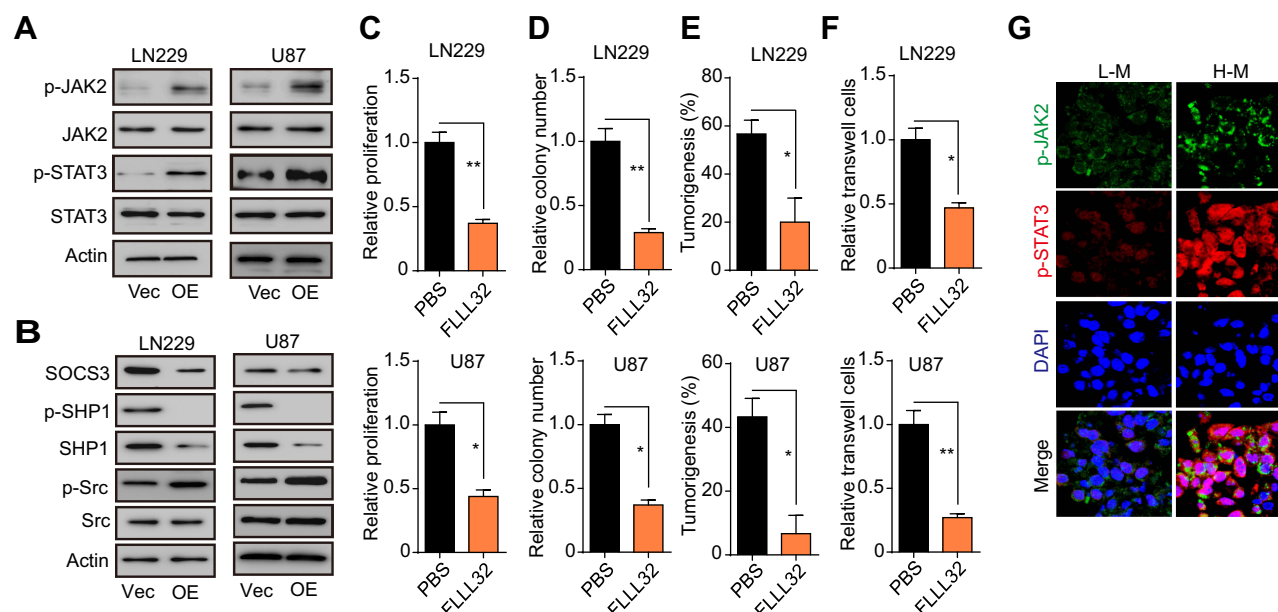 A
LN229 U87
p-JAK2
JAK2
p-STAT3
STAT3
Actin
Vec OE Vec OE
B
LN229 U87
SOCS3
p-SHP1
SHP1
p-Src
Src
Actin
Vec OE Vec OE
C
LN229
Relative proliferation
1.5
1.0
0.5
0
**
PBS
FLLL32
U87
Relative proliferation
1.5
1.0
0.5
0
*
PBS
FLLL32
D
LN229
Relative colony number
1.5
1.0
0.5
0
**
PBS
FLLL32
U87
Relative colony number
1.5
1.0
0.5
0
*
PBS
FLLL32
E
LN229
Tumorigenesis (%)
80
60
40
20
0
*
PBS
FLLL32
U87
Tumorigenesis (%)
60
40
20
0
*
PBS
FLLL32
F
LN229
Relative transwell cells
1.5
1.0
0.5
0
*
PBS
FLLL32
U87
Relative transwell cells
1.5
1.0
0.5
0
**
PBS
FLLL32
G
L-M H-M
p-JAK2
p-STAT3
DAPI
Merge